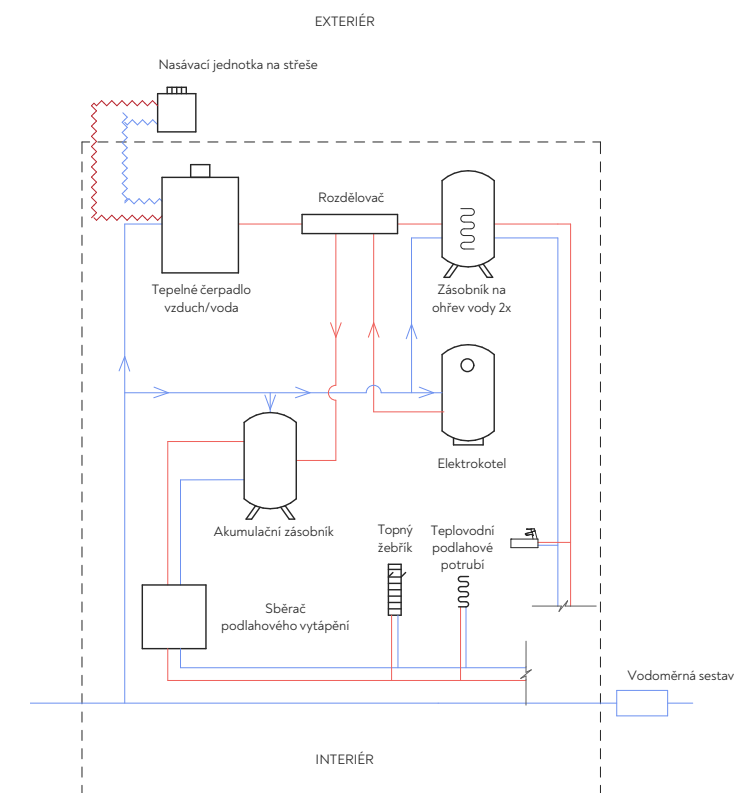 EXTERIÉR
Nasávací jednotka na střeše
Rozdělovač
Tepelné čerpadlo
vzduch/voda
Zásobník na
ohřev vody 2x
Elektrokotel
Akumulační zásobník
Topný
žebřík
Teplovodní
podlahové
potrubí
Sběrač
podlahového vytápění
Vodoměrná sestav
INTERIÉR